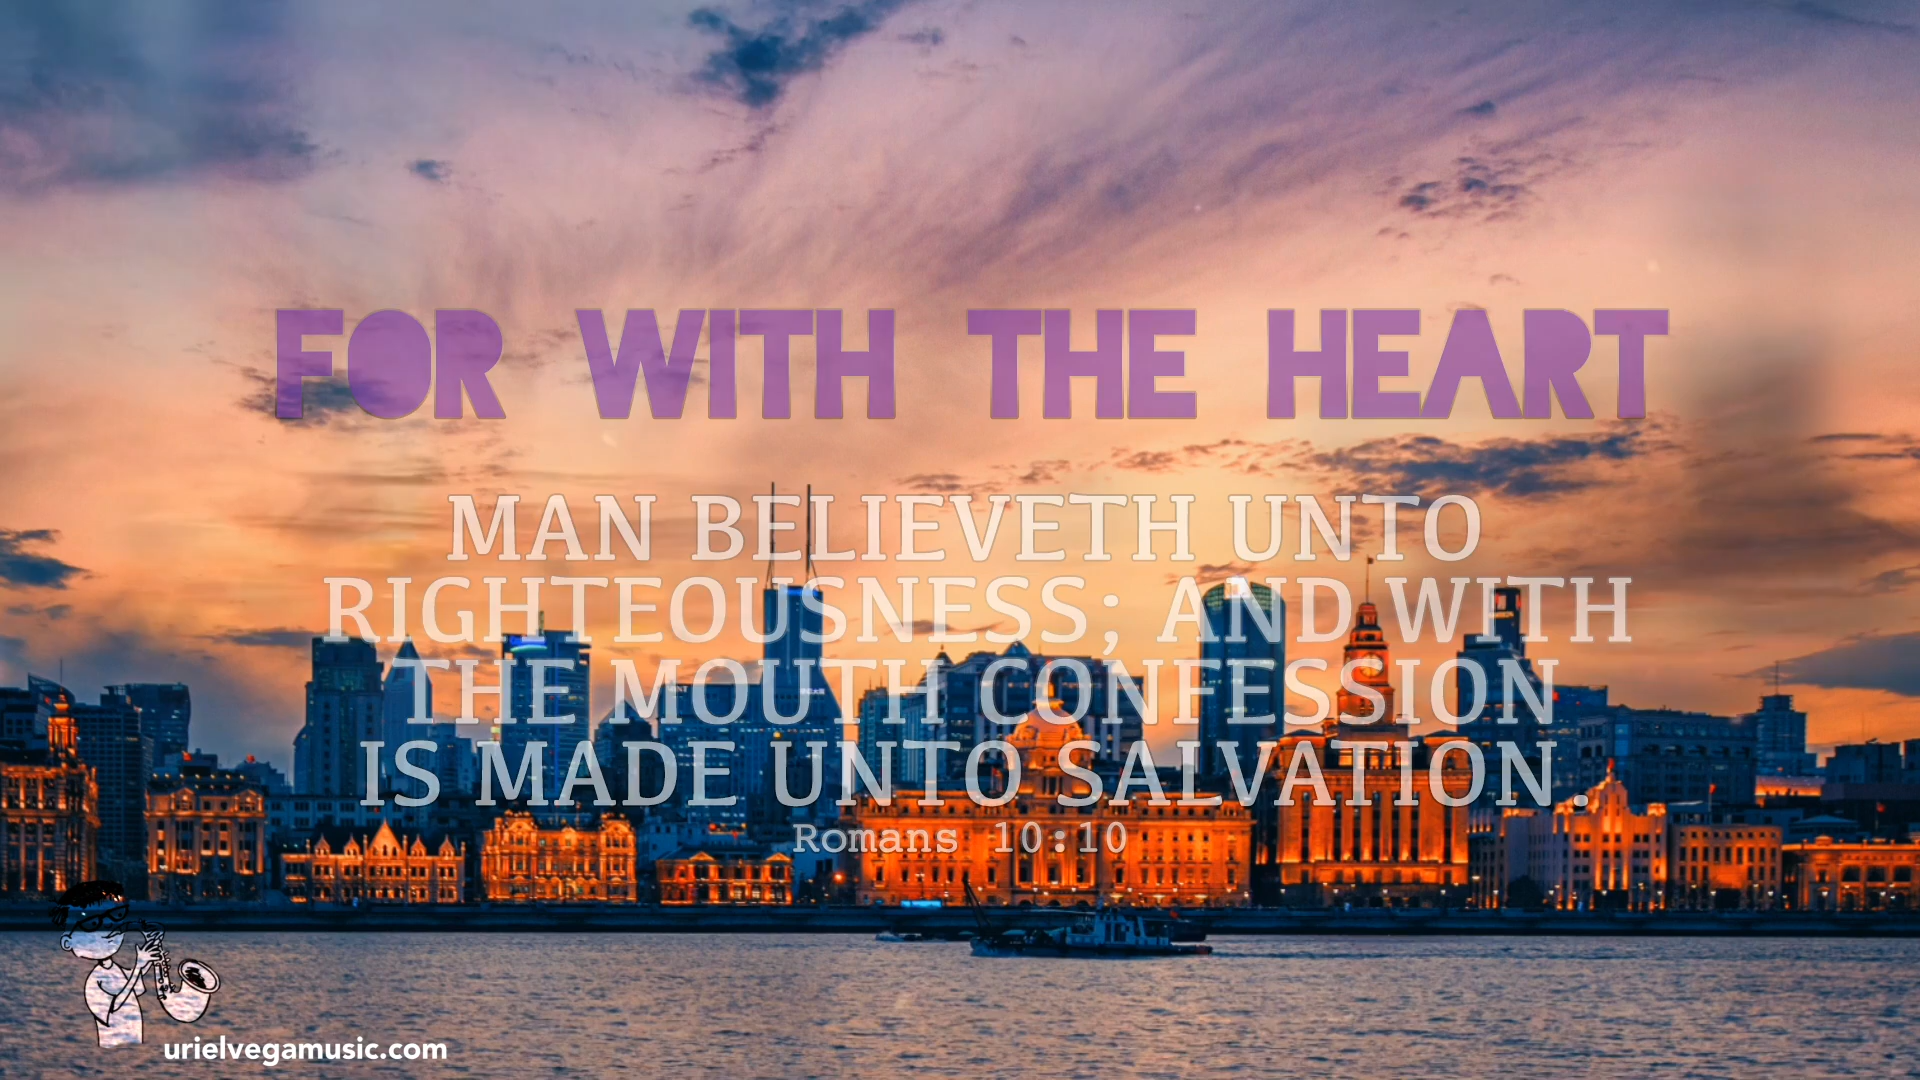 FOR WITH THE HEART
MAN BELIEVETH UNTO
RIGHTEOUSNESS; AND WITH
THE MOUTH CONFESSION
IS MADE UNTO SALVATION.
Romans 10:10
urielvegamusic.com